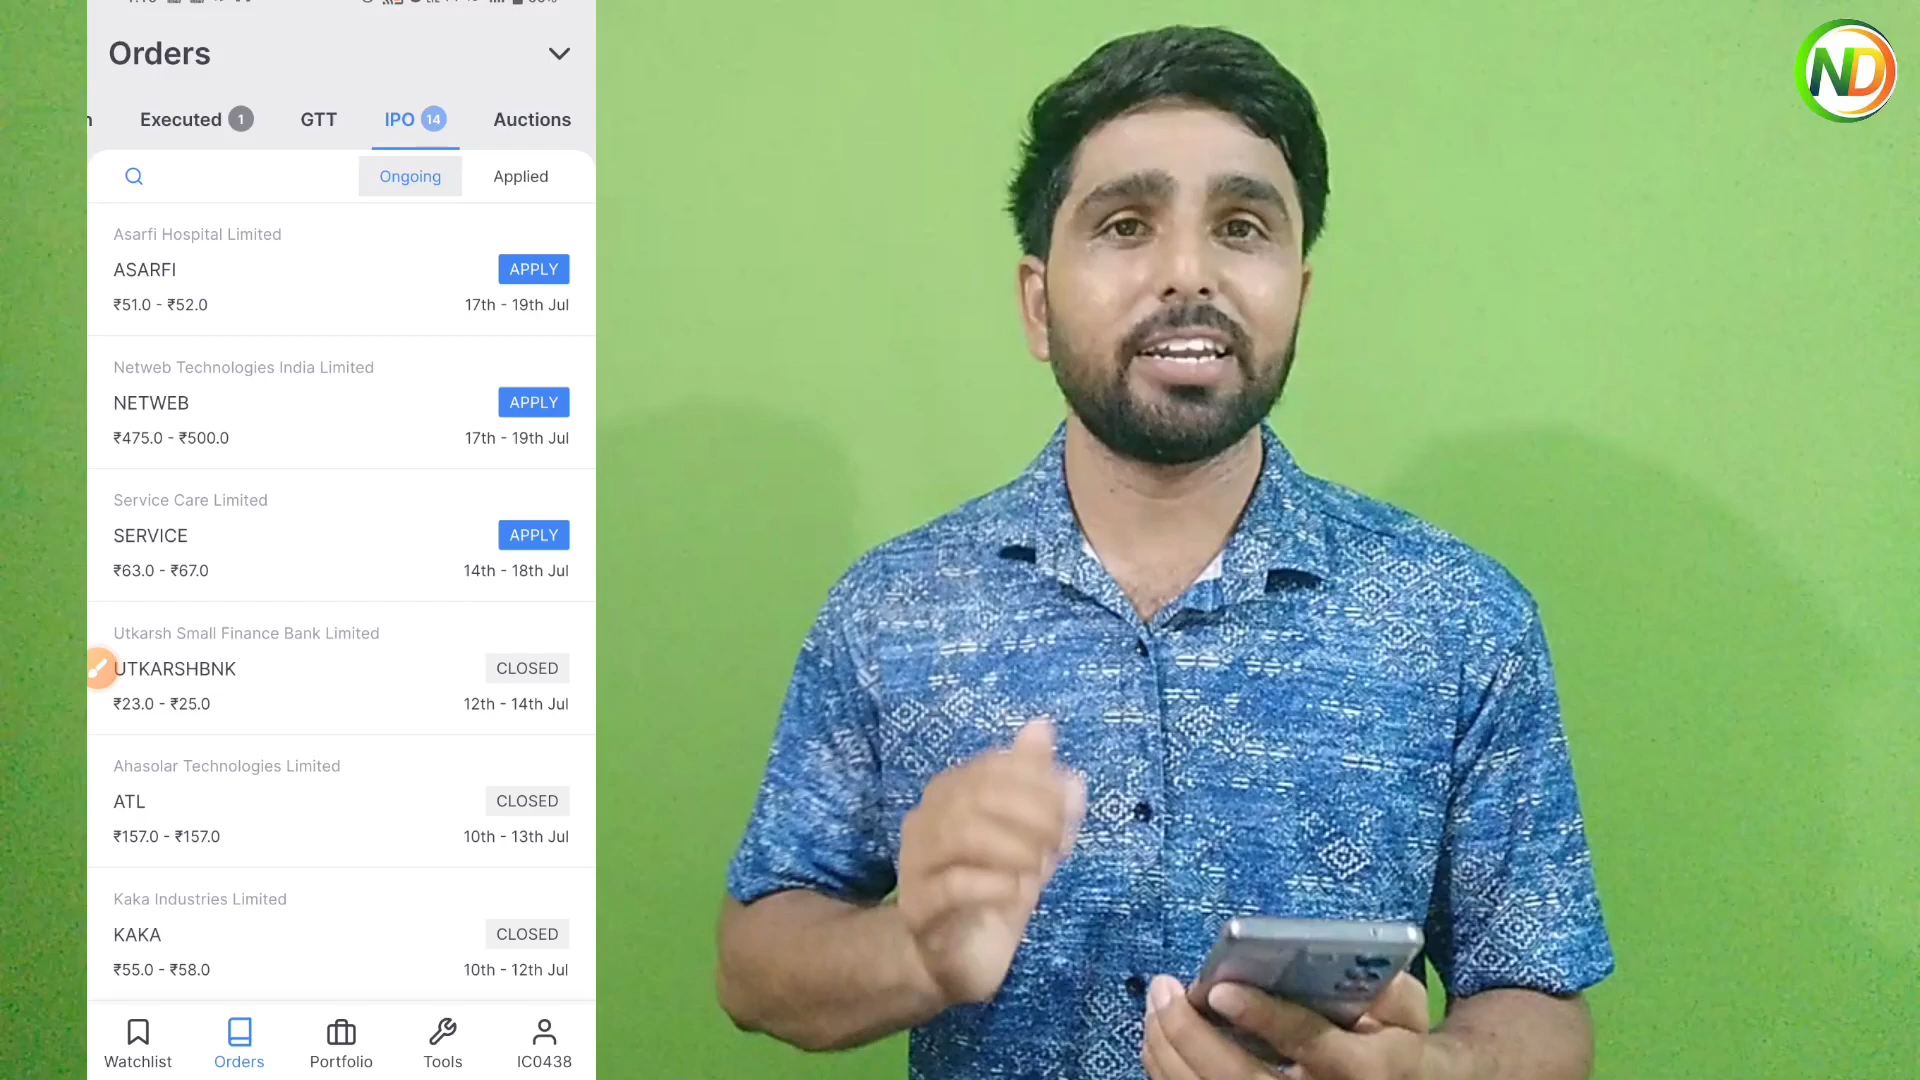 Orders
Executed 1 GTT IPO 14 Auctions
Ongoing Applied
Asarfi Hospital Limited
ASARFI APPLY
₹51.0 - ₹52.0 17th - 19th Jul
Netweb Technologies India Limited
NETWEB APPLY
₹475.0 - ₹500.0 17th - 19th Jul
Service Care Limited
SERVICE APPLY
₹63.0 - ₹67.0 14th - 18th Jul
Utkarsh Small Finance Bank Limited
UTKARSHBNK CLOSED
₹23.0 - ₹25.0 12th - 14th Jul
Ahasolar Technologies Limited
ATL CLOSED
₹157.0 - ₹157.0 10th - 13th Jul
Kaka Industries Limited
KAKA CLOSED
₹55.0 - ₹58.0 10th - 12th Jul
Watchlist Orders Portfolio Tools IC0438
ND